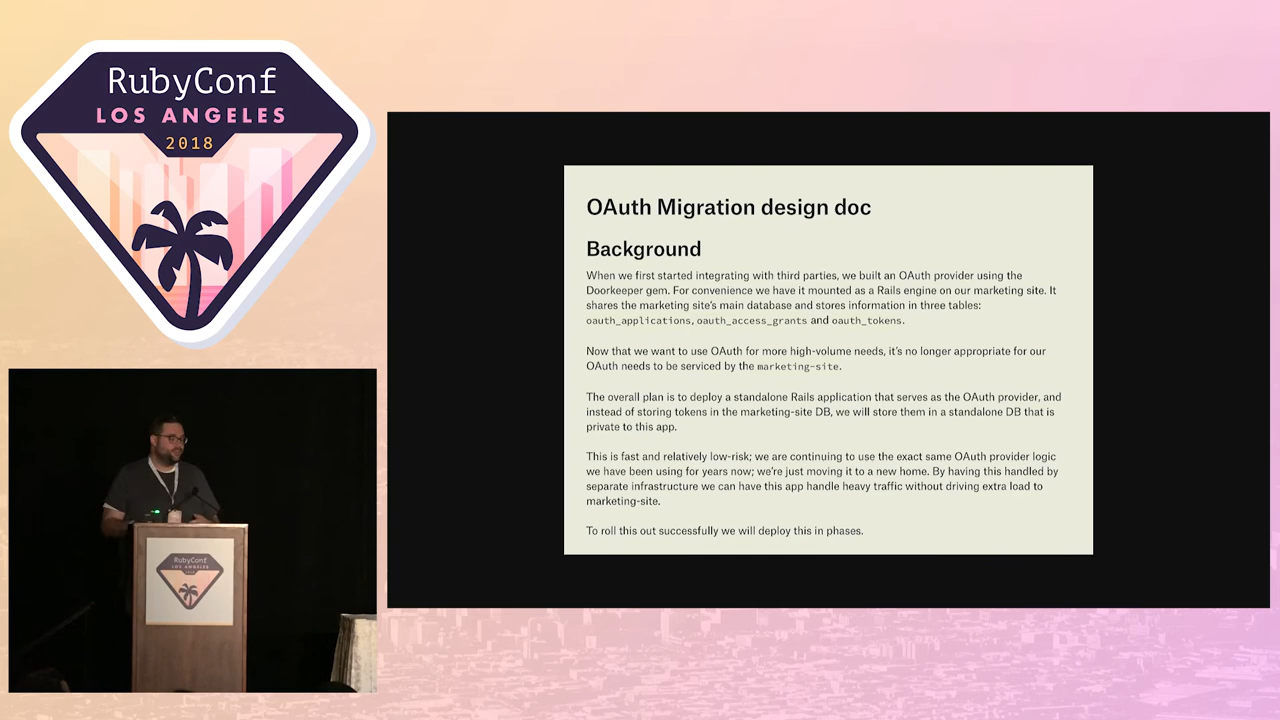 RubyConf
LOS ANGELES
2018
OAuth Migration design doc
Background
When we first started integrating with third parties, we built an OAuth provider using the
Doorkeeper gem. For convenience we have it mounted as a Rails engine on our marketing site. It
shares the marketing site's main database and stores information in three tables:
oauth_applications, oauth_access_grants and oauth_tokens.
Now that we want to use OAuth for more high-volume needs, it's no longer appropriate for our
OAuth needs to be serviced by the marketing-site.
The overall plan is to deploy a standalone Rails application that serves as the OAuth provider, and
instead of storing tokens in the marketing-site DB, we will store them in a standalone DB that is
private to this app.
This is fast and relatively low-risk; we are continuing to use the exact same OAuth provider logic
we have been using for years now; we're just moving it to a new home. By having this handled by
separate infrastructure we can have this app handle heavy traffic without driving extra load to
marketing-site.
To roll this out successfully we will deploy this in phases.
RubyConf
LOS ANGELES
2018